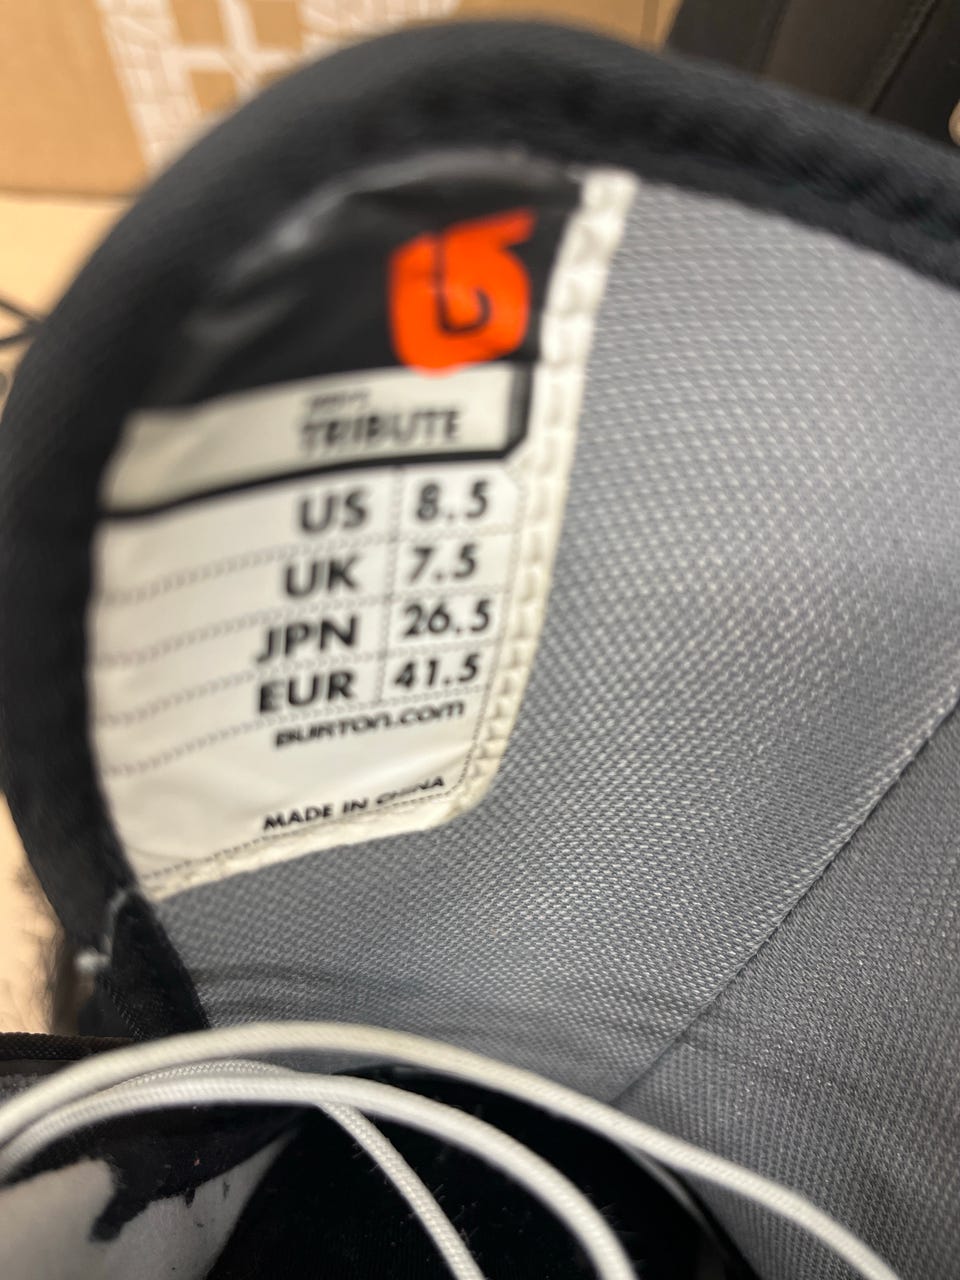 TRIBUTE
US 8.5
UK 7.5
JPN 26.5
EUR 41.5
BURTON.COM
MADE IN CHINA